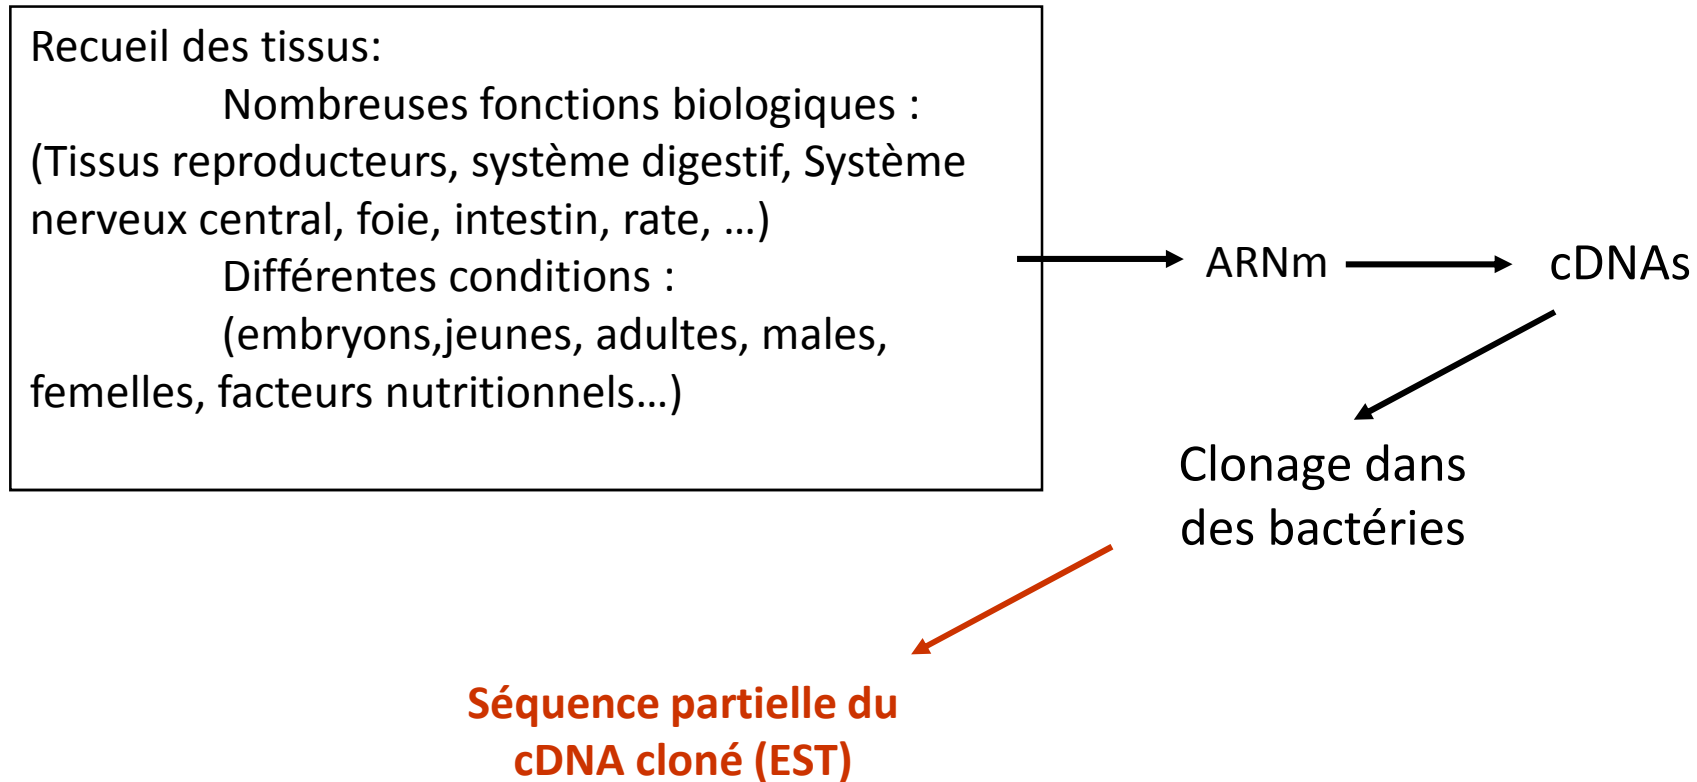 Recueil des tissus:
Nombreuses fonctions biologiques :
(Tissus reproducteurs, système digestif, Système
nerveux central, foie, intestin, rate, …)
Différentes conditions :
(embryons,jeunes, adultes, males,
femelles, facteurs nutritionnels…)
ARNm
cDNAs
Clonage dans
des bactéries
Séquence partielle du
cDNA cloné (EST)